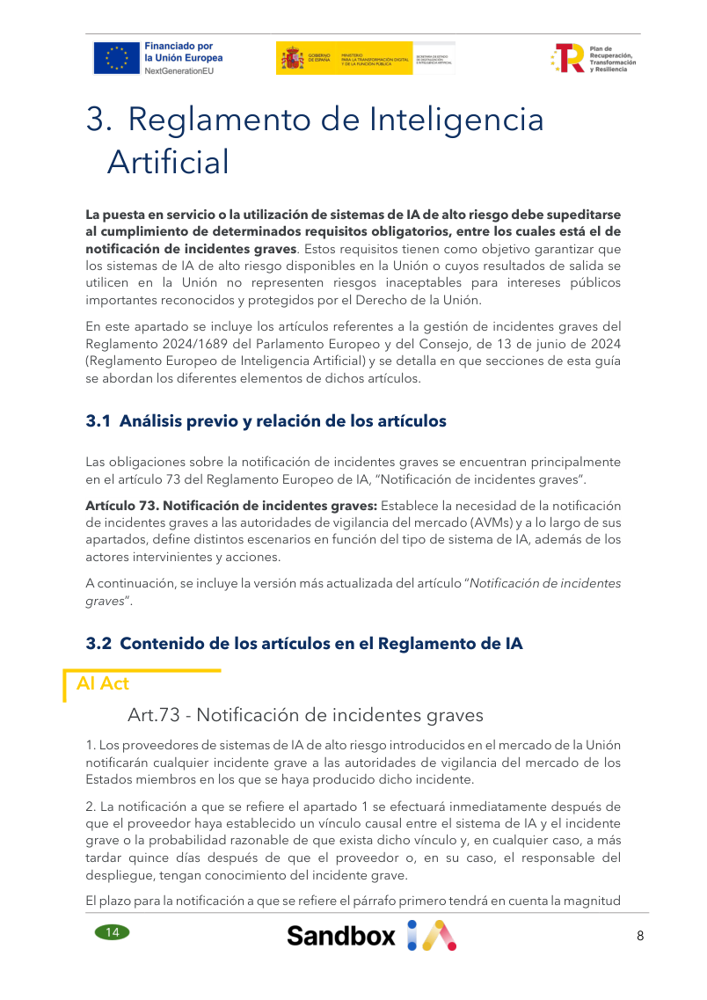 Financiado por
la Unión Europea
NextGenerationEU
GOBIERNO
DE ESPAÑA
MINISTERIO
PARA LA TRANSFORMACIÓN DIGITAL
Y DE LA FUNCIÓN PÚBLICA
SECRETARÍA DE ESTADO
DE DIGITALIZACIÓN
E INTELIGENCIA ARTIFICIAL
Plan de
Recuperación,
Transformación
y Resiliencia
3. Reglamento de Inteligencia
Artificial
La puesta en servicio o la utilización de sistemas de IA de alto riesgo debe supeditarse
al cumplimiento de determinados requisitos obligatorios, entre los cuales está el de
notificación de incidentes graves. Estos requisitos tienen como objetivo garantizar que
los sistemas de IA de alto riesgo disponibles en la Unión o cuyos resultados de salida se
utilicen en la Unión no representen riesgos inaceptables para intereses públicos
importantes reconocidos y protegidos por el Derecho de la Unión.
En este apartado se incluye los artículos referentes a la gestión de incidentes graves del
Reglamento 2024/1689 del Parlamento Europeo y del Consejo, de 13 de junio de 2024
(Reglamento Europeo de Inteligencia Artificial) y se detalla en que secciones de esta guía
se abordan los diferentes elementos de dichos artículos.
3.1 Análisis previo y relación de los artículos
Las obligaciones sobre la notificación de incidentes graves se encuentran principalmente
en el artículo 73 del Reglamento Europeo de IA, “Notificación de incidentes graves”.
Artículo 73. Notificación de incidentes graves: Establece la necesidad de la notificación
de incidentes graves a las autoridades de vigilancia del mercado (AVMs) y a lo largo de sus
apartados, define distintos escenarios en función del tipo de sistema de IA, además de los
actores intervinientes y acciones.
A continuación, se incluye la versión más actualizada del artículo “Notificación de incidentes
graves”.
3.2 Contenido de los artículos en el Reglamento de IA
AI Act
Art.73 - Notificación de incidentes graves
1. Los proveedores de sistemas de IA de alto riesgo introducidos en el mercado de la Unión
notificarán cualquier incidente grave a las autoridades de vigilancia del mercado de los
Estados miembros en los que se haya producido dicho incidente.
2. La notificación a que se refiere el apartado 1 se efectuará inmediatamente después de
que el proveedor haya establecido un vínculo causal entre el sistema de IA y el incidente
grave o la probabilidad razonable de que exista dicho vínculo y, en cualquier caso, a más
tardar quince días después de que el proveedor o, en su caso, el responsable del
despliegue, tengan conocimiento del incidente grave.
El plazo para la notificación a que se refiere el párrafo primero tendrá en cuenta la magnitud
14
Sandbox IA
8